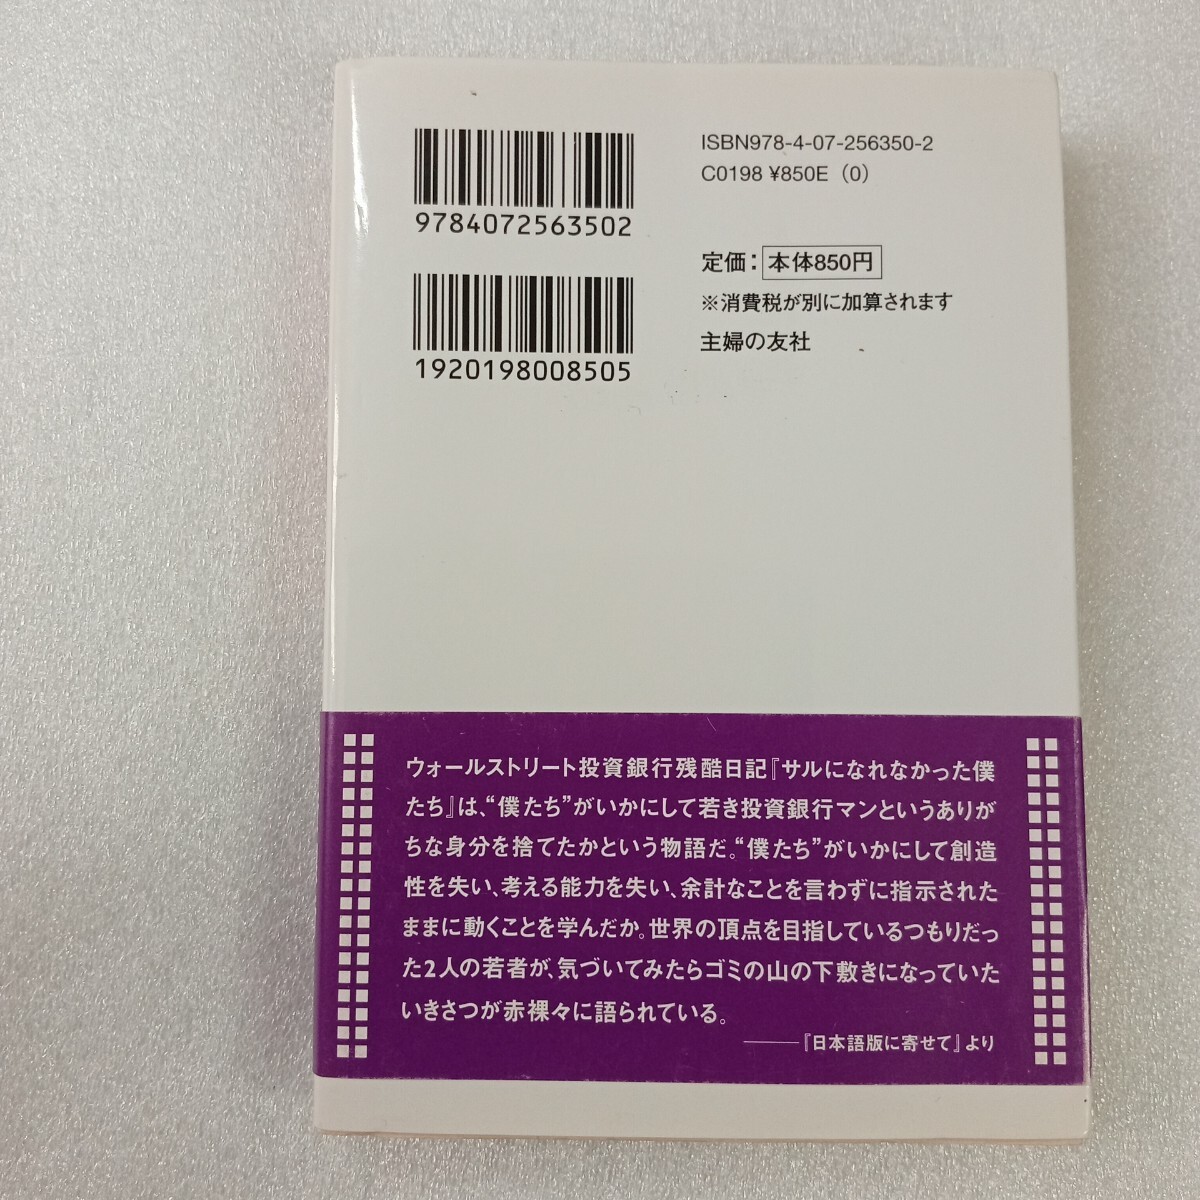 ISBN978-4-07-256350-2
C0198 ¥850E（0）
9784072563502
定価：本体850円
※消費税が別に加算されます
1920198008505
主婦の友社
ウォールストリート投資銀行残酷日記『サルになれなかった僕
たち』は、“僕たち”がいかにして若き投資銀行マンというありが
ちな身分を捨てたかという物語だ。“僕たち”がいかにして創造
性を失い、考える能力を失い、余計なことを言わずに指示された
ままに動くことを学んだか。世界の頂点を目指しているつもりだっ
た2人の若者が、気づいてみたらゴミの山の下敷きになっていた
いきさつが赤裸々に語られている。
――『日本語版に寄せて』より